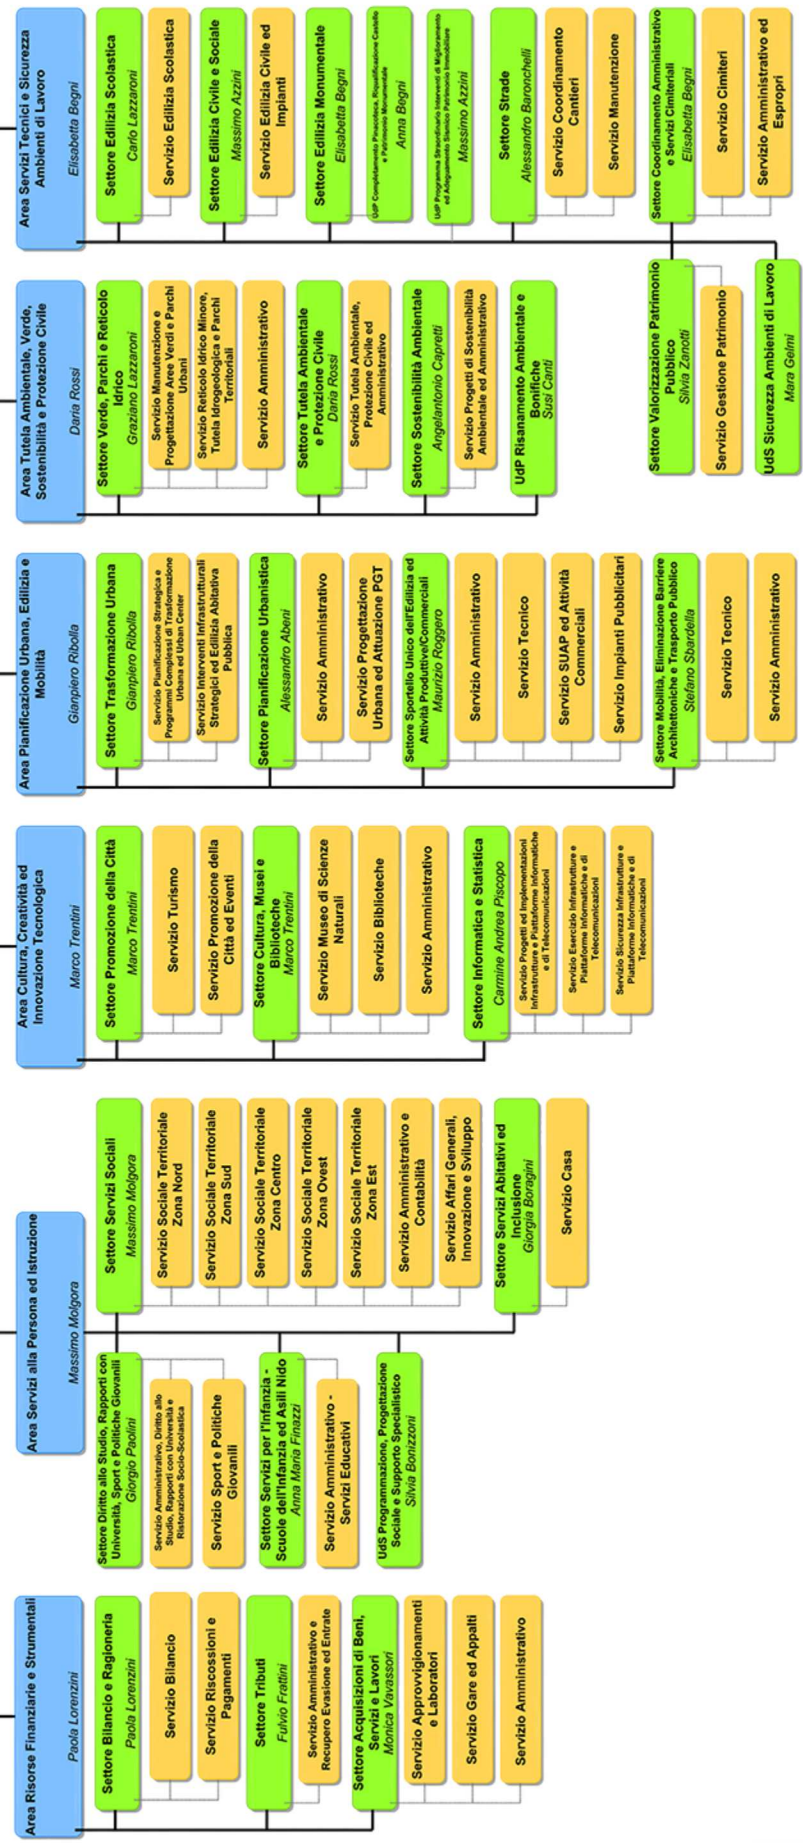 Area Risorse Finanziarie e Strumentali
Paola Lorenzini
Settore Bilancio e Ragioneria
Paola Lorenzini
Servizio Bilancio
Servizio Riscossioni e
Pagamenti
Settore Tributi
Fulvio Frattini
Servizio Amministrativo e
Recupero Evasione ed Entrate
Settore Acquisizioni di Beni,
Servizi e Lavori
Monica Vavassori
Servizio Approvvigionamenti
e Laboratori
Servizio Gare ed Appalti
Servizio Amministrativo
Area Servizi alla Persona ed Istruzione
Massimo Molgora
Settore Diritto allo Studio, Rapporti con
Università, Sport e Politiche Giovanili
Giorgio Paolini
Servizio Amministrativo, Diritto allo
Studio, Rapporti con Università e
Ristorazione Socio-Scolastica
Servizio Sport e Politiche
Giovanili
Settore Servizi per l'Infanzia -
Scuole dell'Infanzia ed Asili Nido
Anna Maria Finazzi
Servizio Amministrativo -
Servizi Educativi
UdS Programmazione, Progettazione
Sociale e Supporto Specialistico
Silvia Bonizzoni
Settore Servizi Sociali
Massimo Molgora
Servizio Sociale Territoriale
Zona Nord
Servizio Sociale Territoriale
Zona Sud
Servizio Sociale Territoriale
Zona Centro
Servizio Sociale Territoriale
Zona Ovest
Servizio Sociale Territoriale
Zona Est
Servizio Amministrativo e
Contabilità
Servizio Affari Generali,
Innovazione e Sviluppo
Settore Servizi Abitativi ed
Inclusione
Giorgia Boragini
Servizio Casa
Area Cultura, Creatività ed
Innovazione Tecnologica
Marco Trentini
Settore Promozione della Città
Marco Trentini
Servizio Turismo
Servizio Promozione della
Città ed Eventi
Settore Cultura, Musei e
Biblioteche
Marco Trentini
Servizio Museo di Scienze
Naturali
Servizio Biblioteche
Servizio Amministrativo
Settore Informatica e Statistica
Carmine Andrea Piscopo
Servizio Progetti ed Implementazioni
Infrastrutture e Piattaforme Informatiche
e di Telecomunicazioni
Servizio Esercizio Infrastrutture e
Piattaforme Informatiche e di
Telecomunicazioni
Servizio Sicurezza Infrastrutture e
Piattaforme Informatiche e di
Telecomunicazioni
Area Pianificazione Urbana, Edilizia e
Mobilità
Gianpiero Ribolla
Settore Trasformazione Urbana
Gianpiero Ribolla
Servizio Pianificazione Strategica e
Programmi Complessi di Trasformazione
Urbana ed Urban Center
Servizio Interventi Infrastrutturali
Strategici ed Edilizia Abitativa
Pubblica
Settore Pianificazione Urbanistica
Alessandro Abeni
Servizio Amministrativo
Servizio Progettazione
Urbana ed Attuazione PGT
Settore Sportello Unico dell'Edilizia ed
Attività Produttive/Commerciali
Maurizio Roggero
Servizio Amministrativo
Servizio Tecnico
Servizio SUAP ed Attività
Commerciali
Servizio Impianti Pubblicitari
Settore Mobilità, Eliminazione Barriere
Architettoniche e Trasporto Pubblico
Stefano Sbardella
Servizio Tecnico
Servizio Amministrativo
Area Tutela Ambientale, Verde,
Sostenibilità e Protezione Civile
Daria Rossi
Settore Verde, Parchi e Reticolo
Idrico
Graziano Lazzaroni
Servizio Manutenzione e
Progettazione Aree Verdi e Parchi
Urbani
Servizio Reticolo Idrico Minore,
Tutela Idrogeologica e Parchi
Territoriali
Servizio Amministrativo
Settore Tutela Ambientale
e Protezione Civile
Daria Rossi
Servizio Tutela Ambientale,
Protezione Civile ed
Amministrativo
Settore Sostenibilità Ambientale
Angelantonio Capretti
Servizio Progetti di Sostenibilità
Ambientale ed Amministrativo
UdP Risanamento Ambientale e
Bonifiche
Susi Canti
Area Servizi Tecnici e Sicurezza
Ambienti di Lavoro
Elisabetta Begni
Settore Edilizia Scolastica
Carlo Lazzaroni
Servizio Edilizia Scolastica
Settore Edilizia Civile e Sociale
Massimo Azzini
Servizio Edilizia Civile ed
Impianti
Settore Edilizia Monumentale
Elisabetta Begni
UdP Completamento Pinacoteca, Riqualificazione Castello
e Patrimonio Monumentale
Anna Begni
UdP Programma Straordinario Interventi di Miglioramento
ed Adeguamento Sismico Patrimonio Immobiliare
Massimo Azzini
Settore Strade
Alessandro Baronchelli
Servizio Coordinamento
Cantieri
Servizio Manutenzione
Settore Coordinamento Amministrativo
e Servizi Cimiteriali
Elisabetta Begni
Servizio Cimiteri
Servizio Amministrativo ed
Espropri
Settore Valorizzazione Patrimonio
Pubblico
Silvia Zanotti
Servizio Gestione Patrimonio
UdS Sicurezza Ambienti di Lavoro
Mara Gelmi